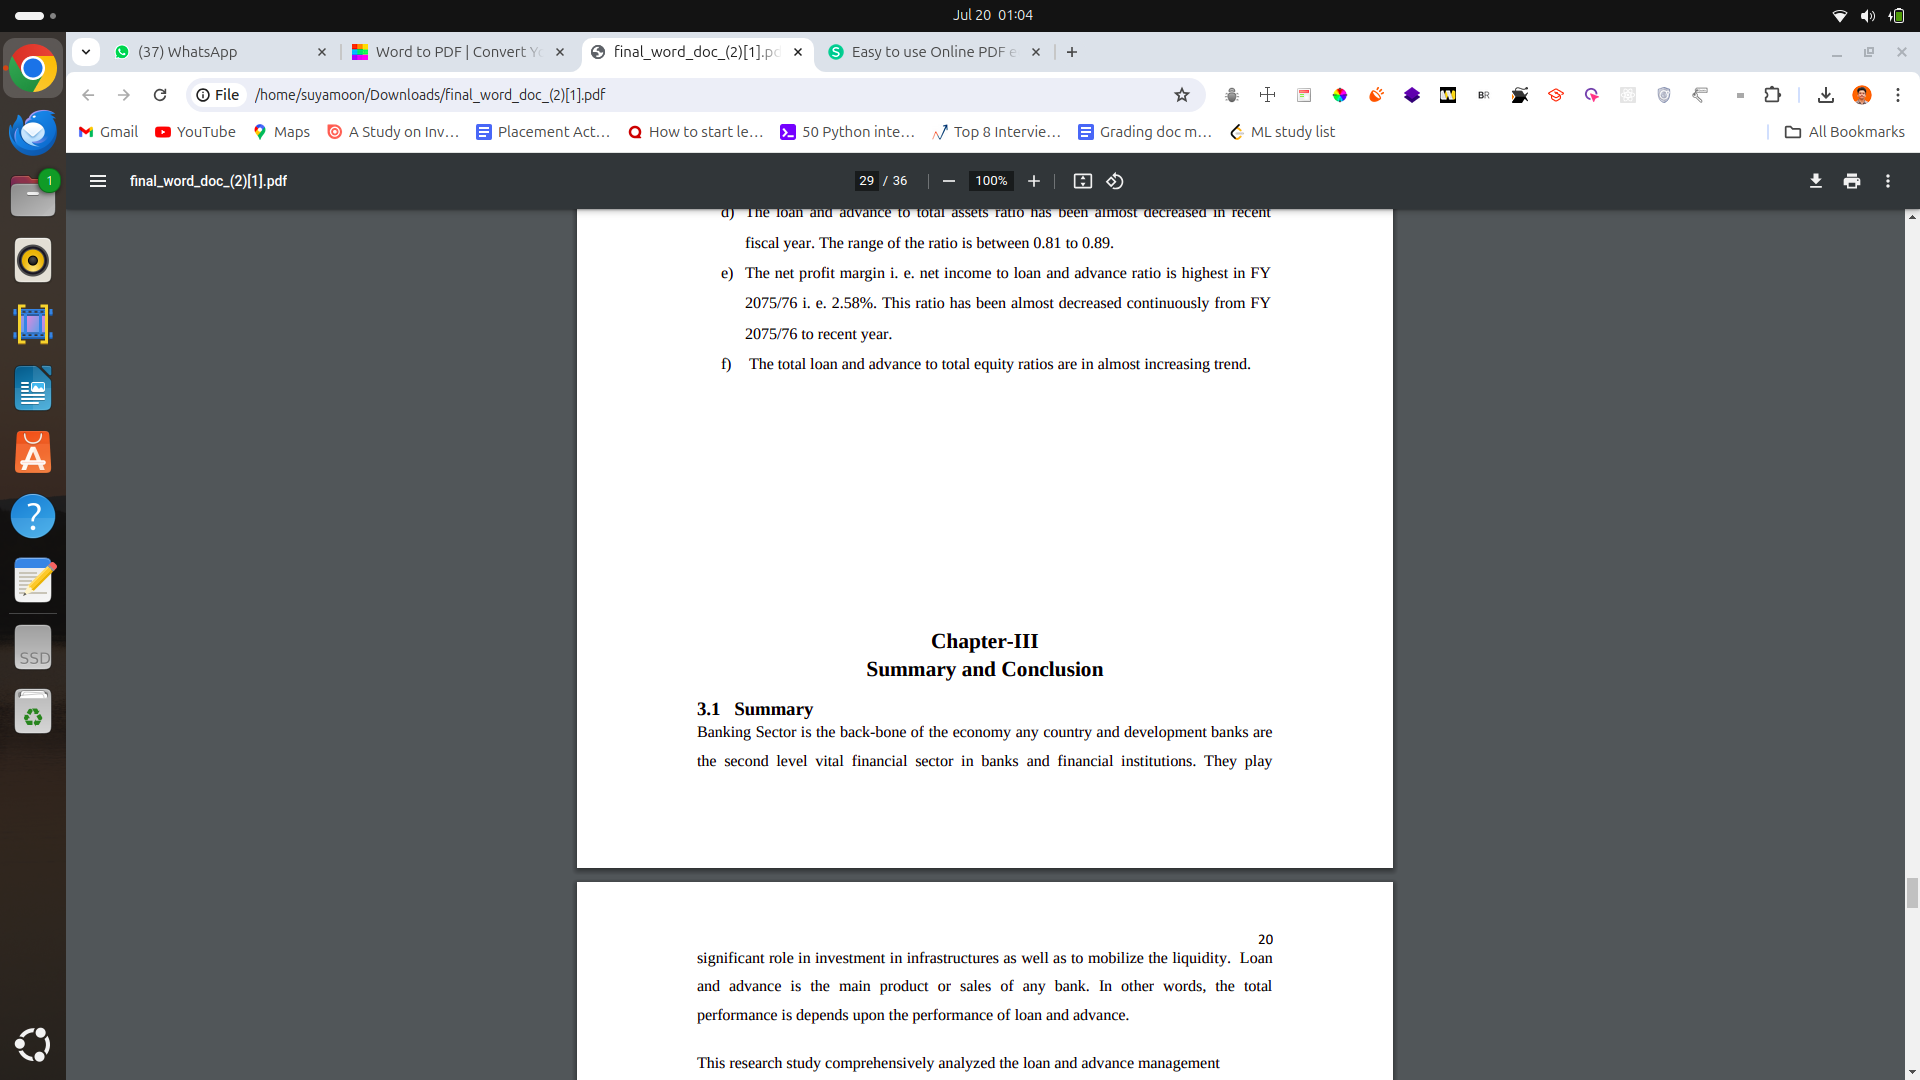 Jul 20 01:04
(37) WhatsApp
Word to PDF | Convert Yo
final_word_doc_(2)[1].pd
Easy to use Online PDF e
File
/home/suyamoon/Downloads/final_word_doc_(2)[1].pdf
BR
Gmail
YouTube
Maps
A Study on Inv...
Placement Act...
How to start le...
50 Python inte...
Top 8 Intervie...
Grading doc m...
ML study list
All Bookmarks
final_word_doc_(2)[1].pdf
29 / 36
100%
1
SSD
d) The loan and advance to total assets ratio has been almost decreased in recent
fiscal year. The range of the ratio is between 0.81 to 0.89.
e) The net profit margin i. e. net income to loan and advance ratio is highest in FY
2075/76 i. e. 2.58%. This ratio has been almost decreased continuously from FY
2075/76 to recent year.
f) The total loan and advance to total equity ratios are in almost increasing trend.
Chapter-III
Summary and Conclusion
3.1 Summary
Banking Sector is the back-bone of the economy any country and development banks are
the second level vital financial sector in banks and financial institutions. They play
20
significant role in investment in infrastructures as well as to mobilize the liquidity. Loan
and advance is the main product or sales of any bank. In other words, the total
performance is depends upon the performance of loan and advance.
This research study comprehensively analyzed the loan and advance management